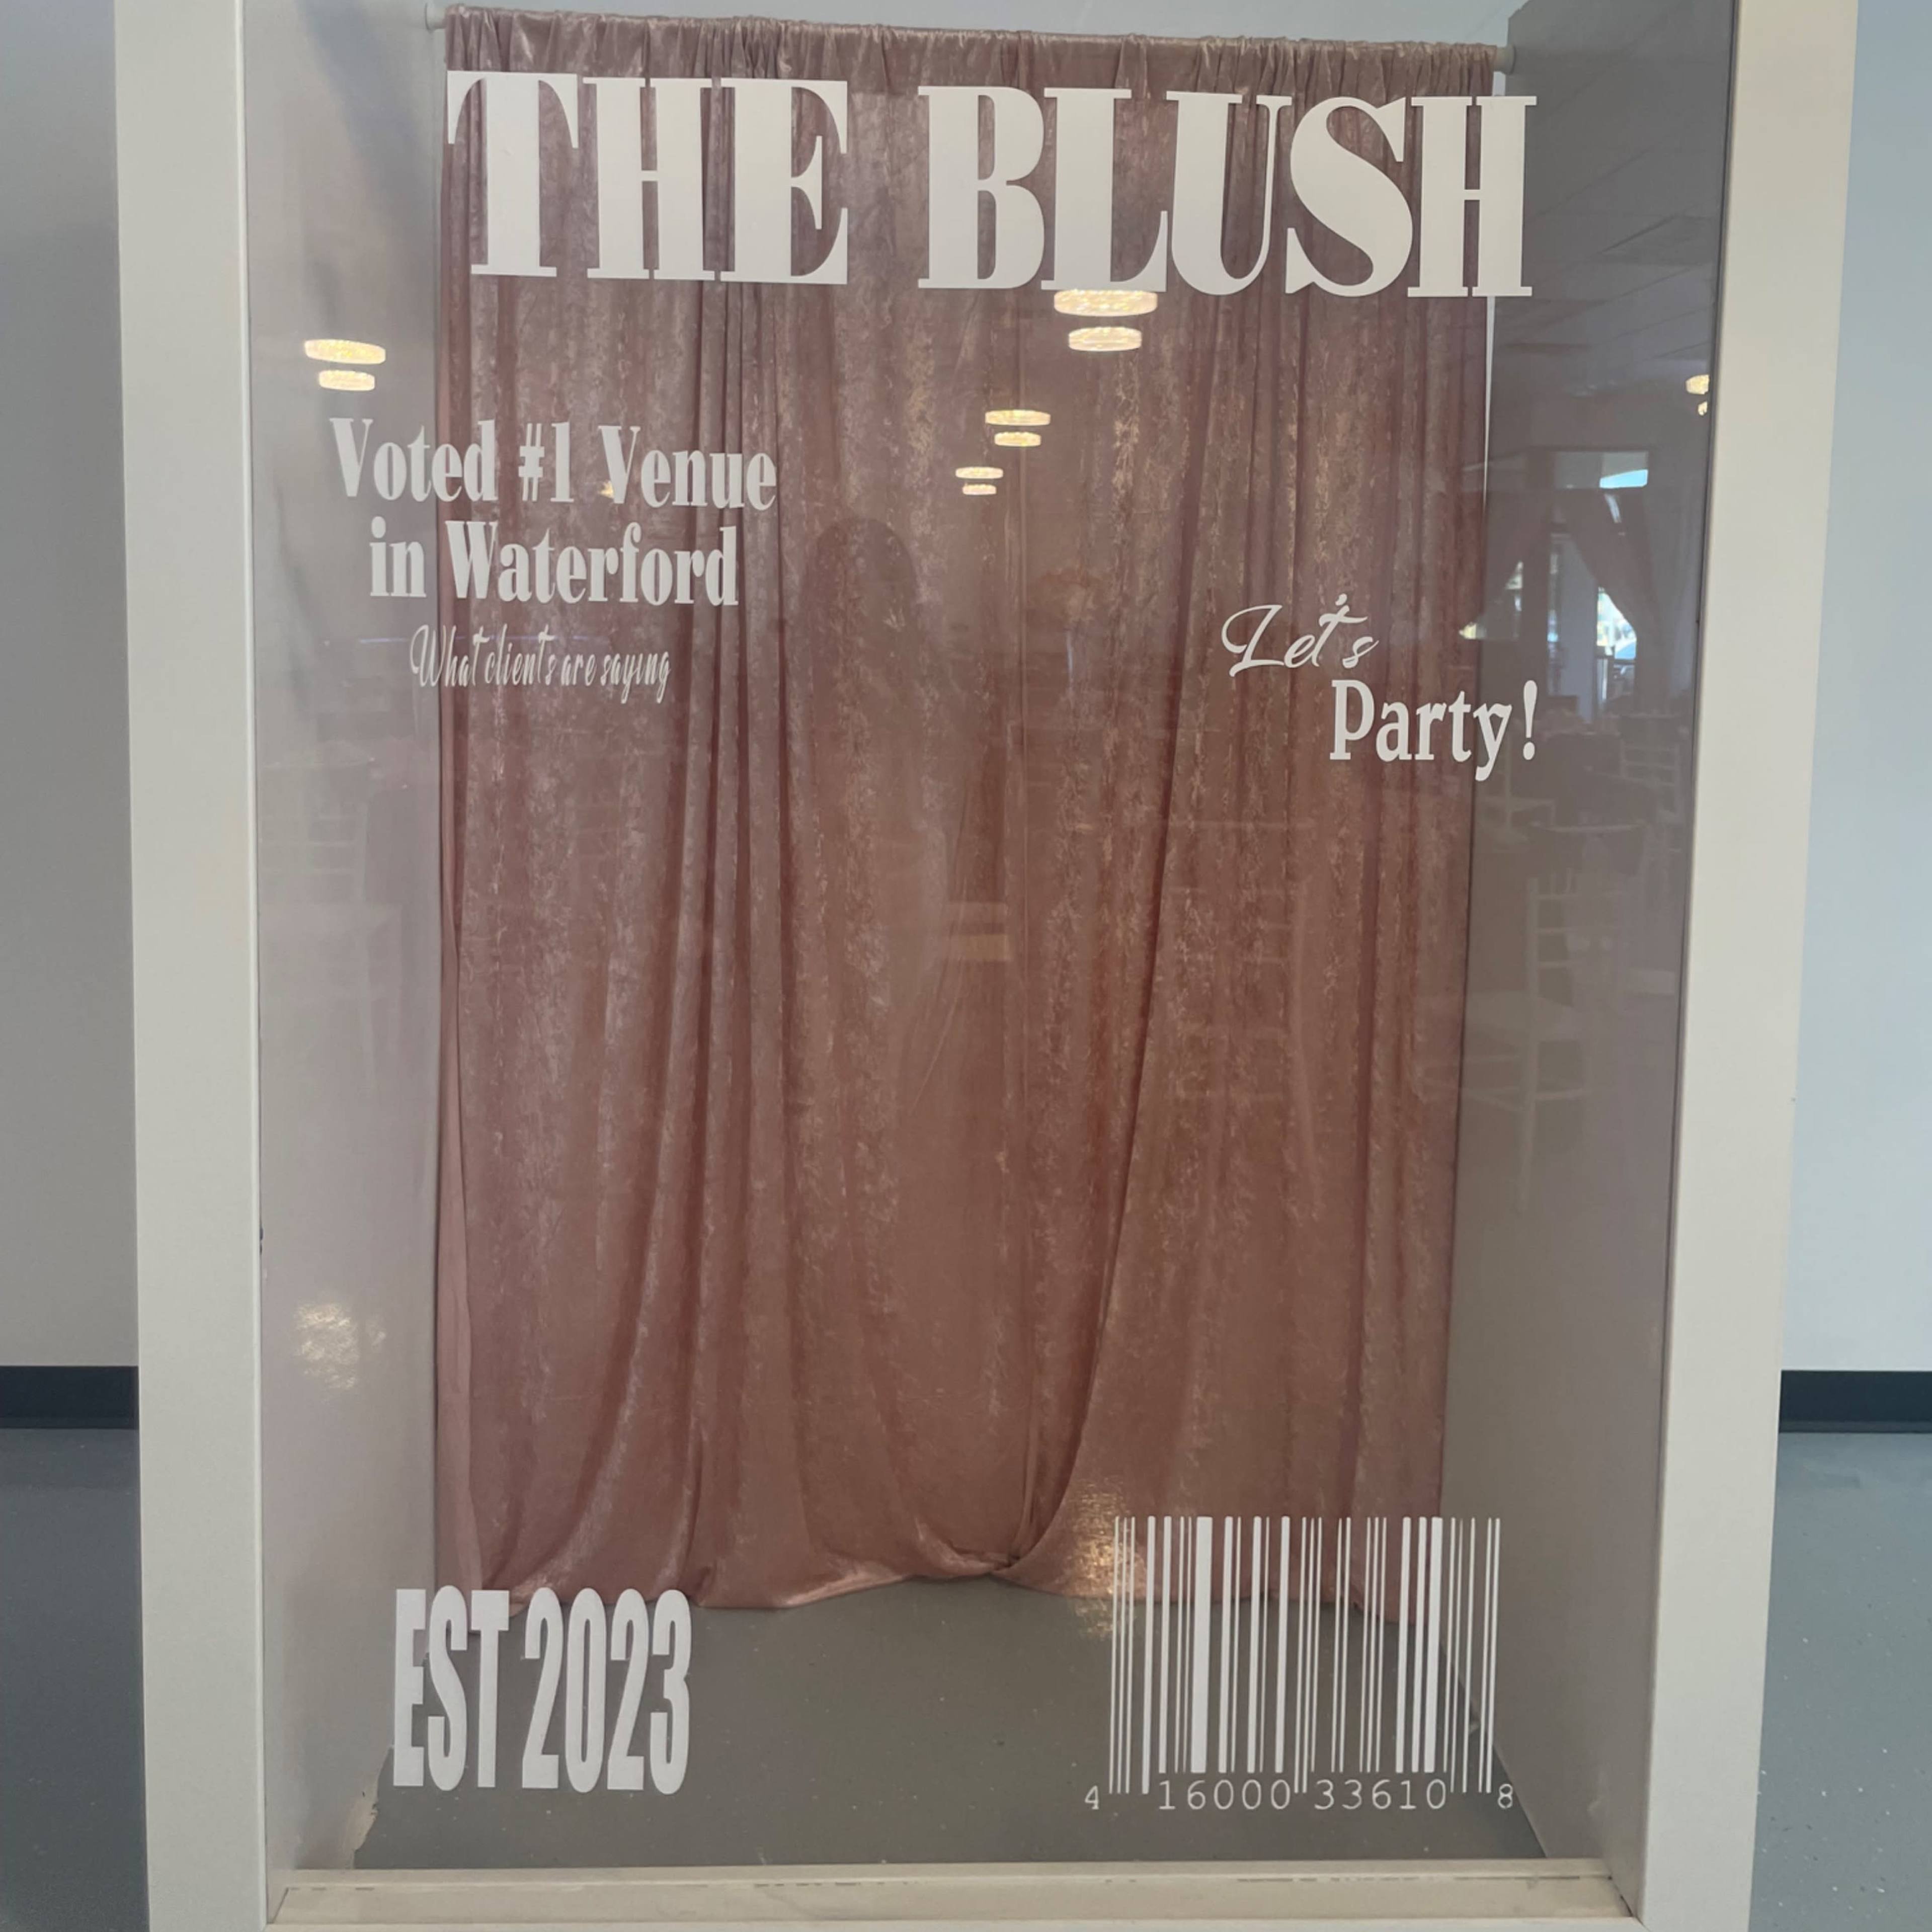 THE BLUSH
Voted #1 Venue
in Waterford
What clients are saying
Let's
Party!
EST 2023
4 16000 33610 8